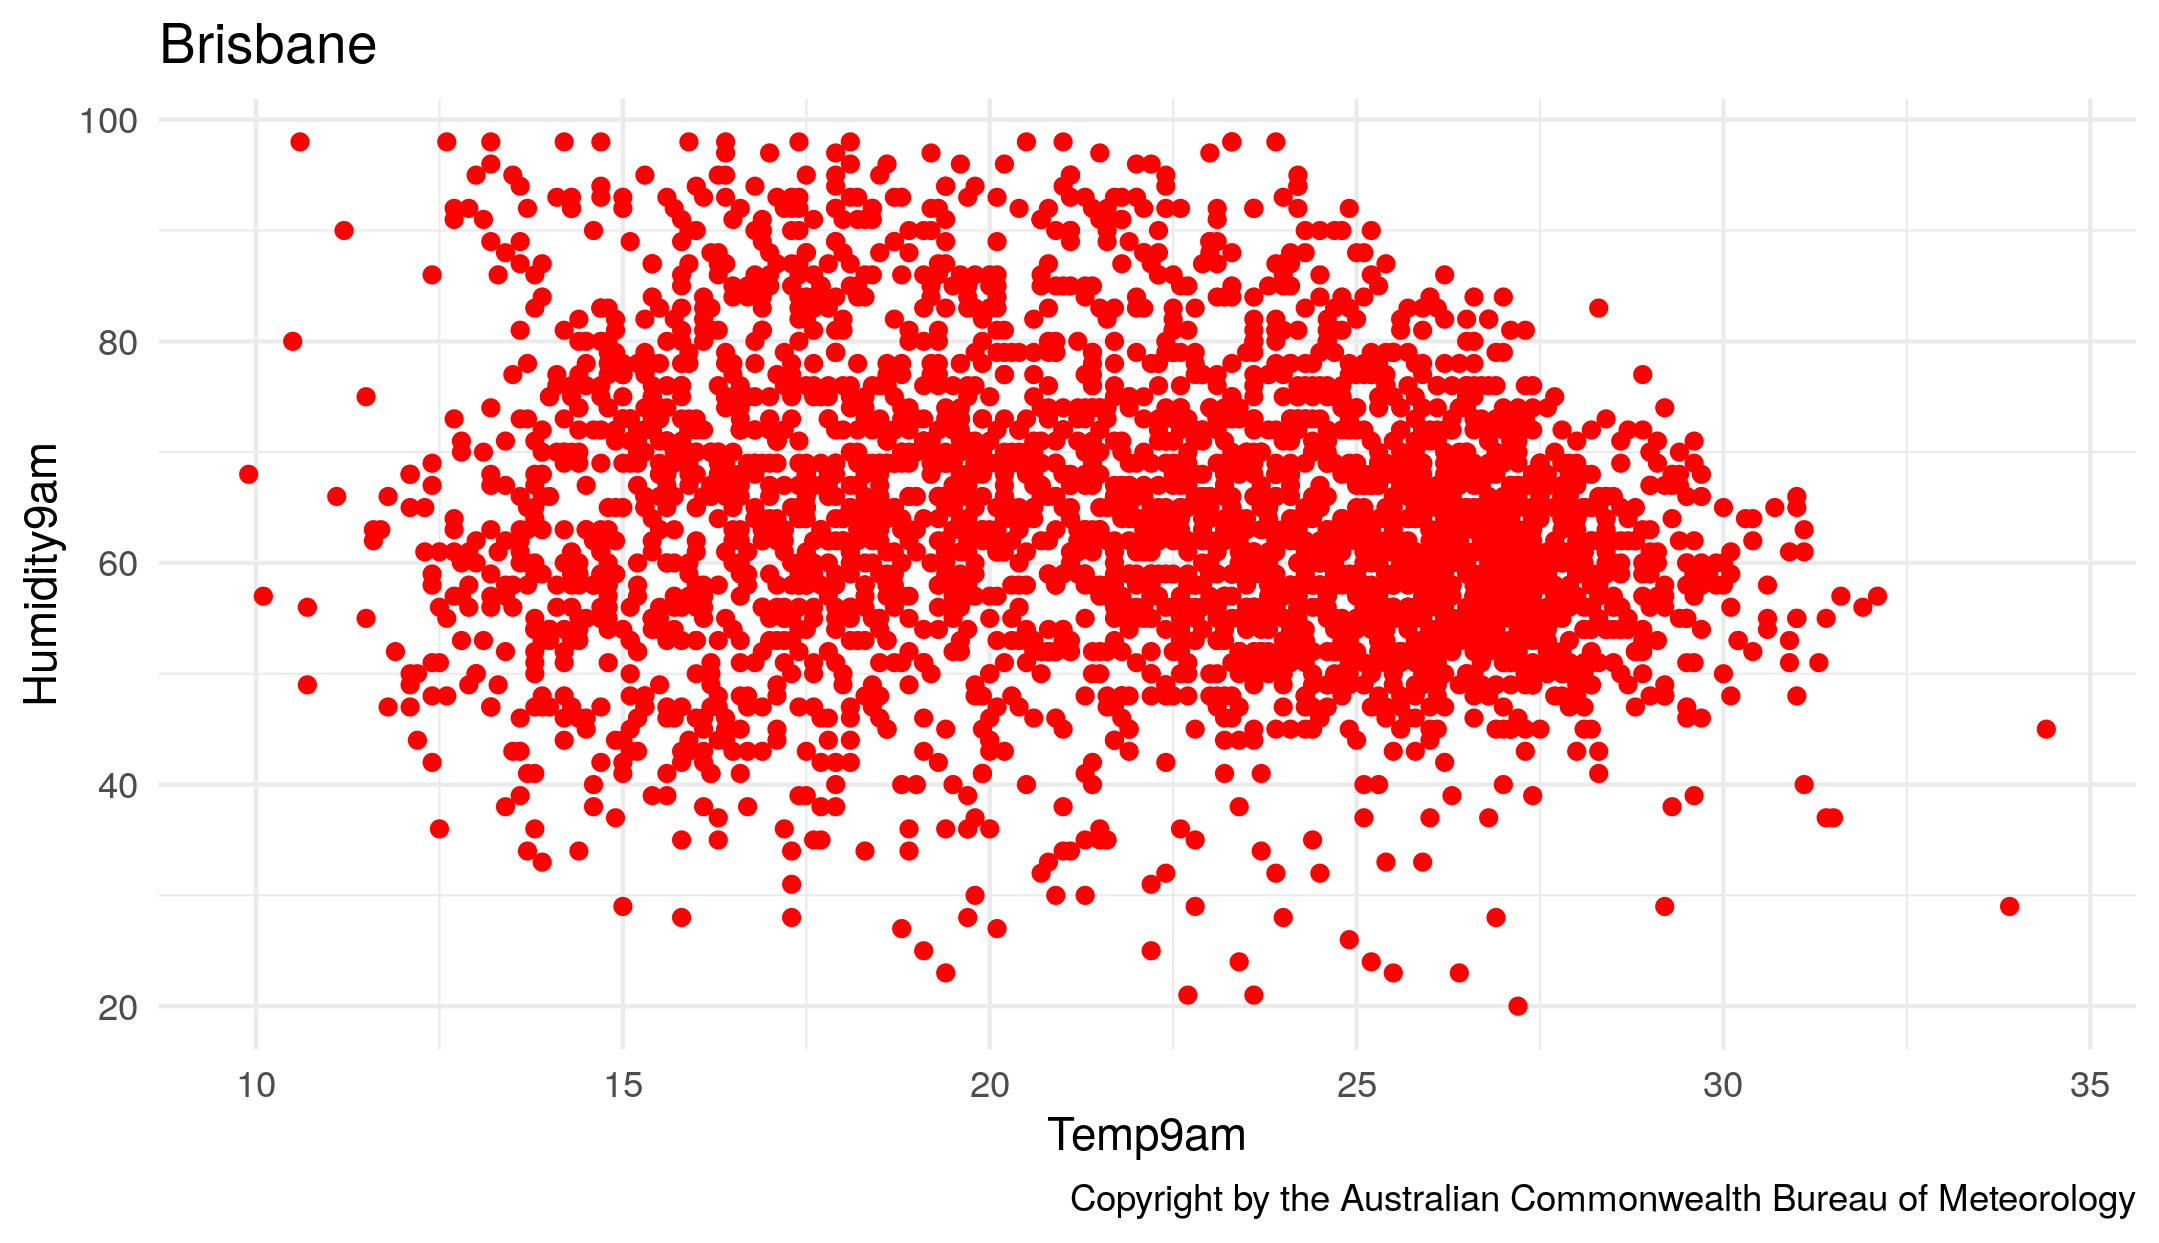 Brisbane
100
80
60
40
20
Humidity9am
10 15 20 25 30 35
Temp9am
Copyright by the Australian Commonwealth Bureau of Meteorology